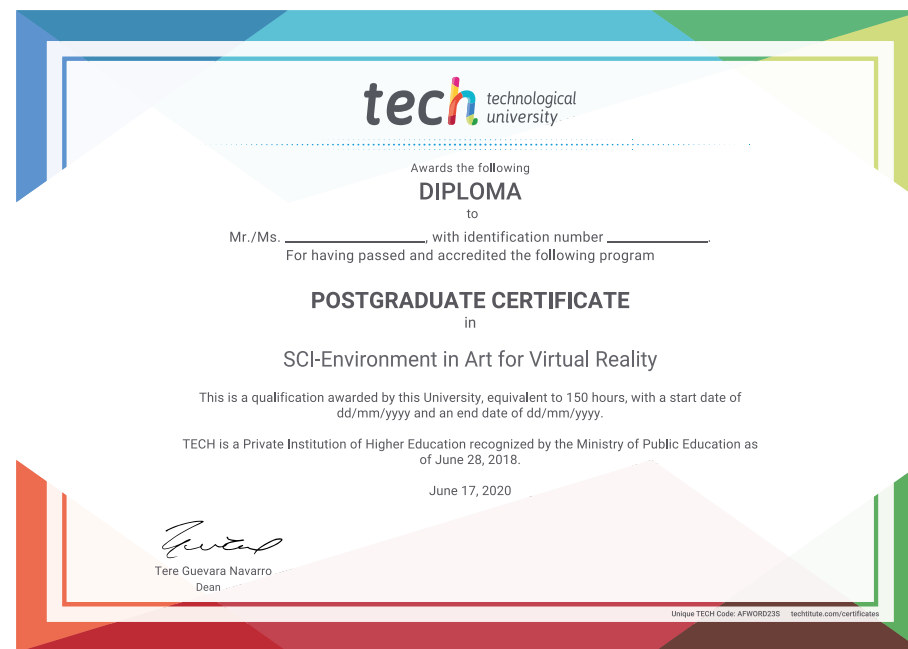 tech technological
university
Awards the following
DIPLOMA
to
Mr./Ms. ____________________, with identification number ______________.
For having passed and accredited the following program
POSTGRADUATE CERTIFICATE
in
SCI-Environment in Art for Virtual Reality
This is a qualification awarded by this University, equivalent to 150 hours, with a start date of
dd/mm/yyyy and an end date of dd/mm/yyyy.
TECH is a Private Institution of Higher Education recognized by the Ministry of Public Education as
of June 28, 2018.
June 17, 2020
Tere Guevara Navarro
Dean
Unique TECH Code: AFWORD23S techtitute.com/certificates